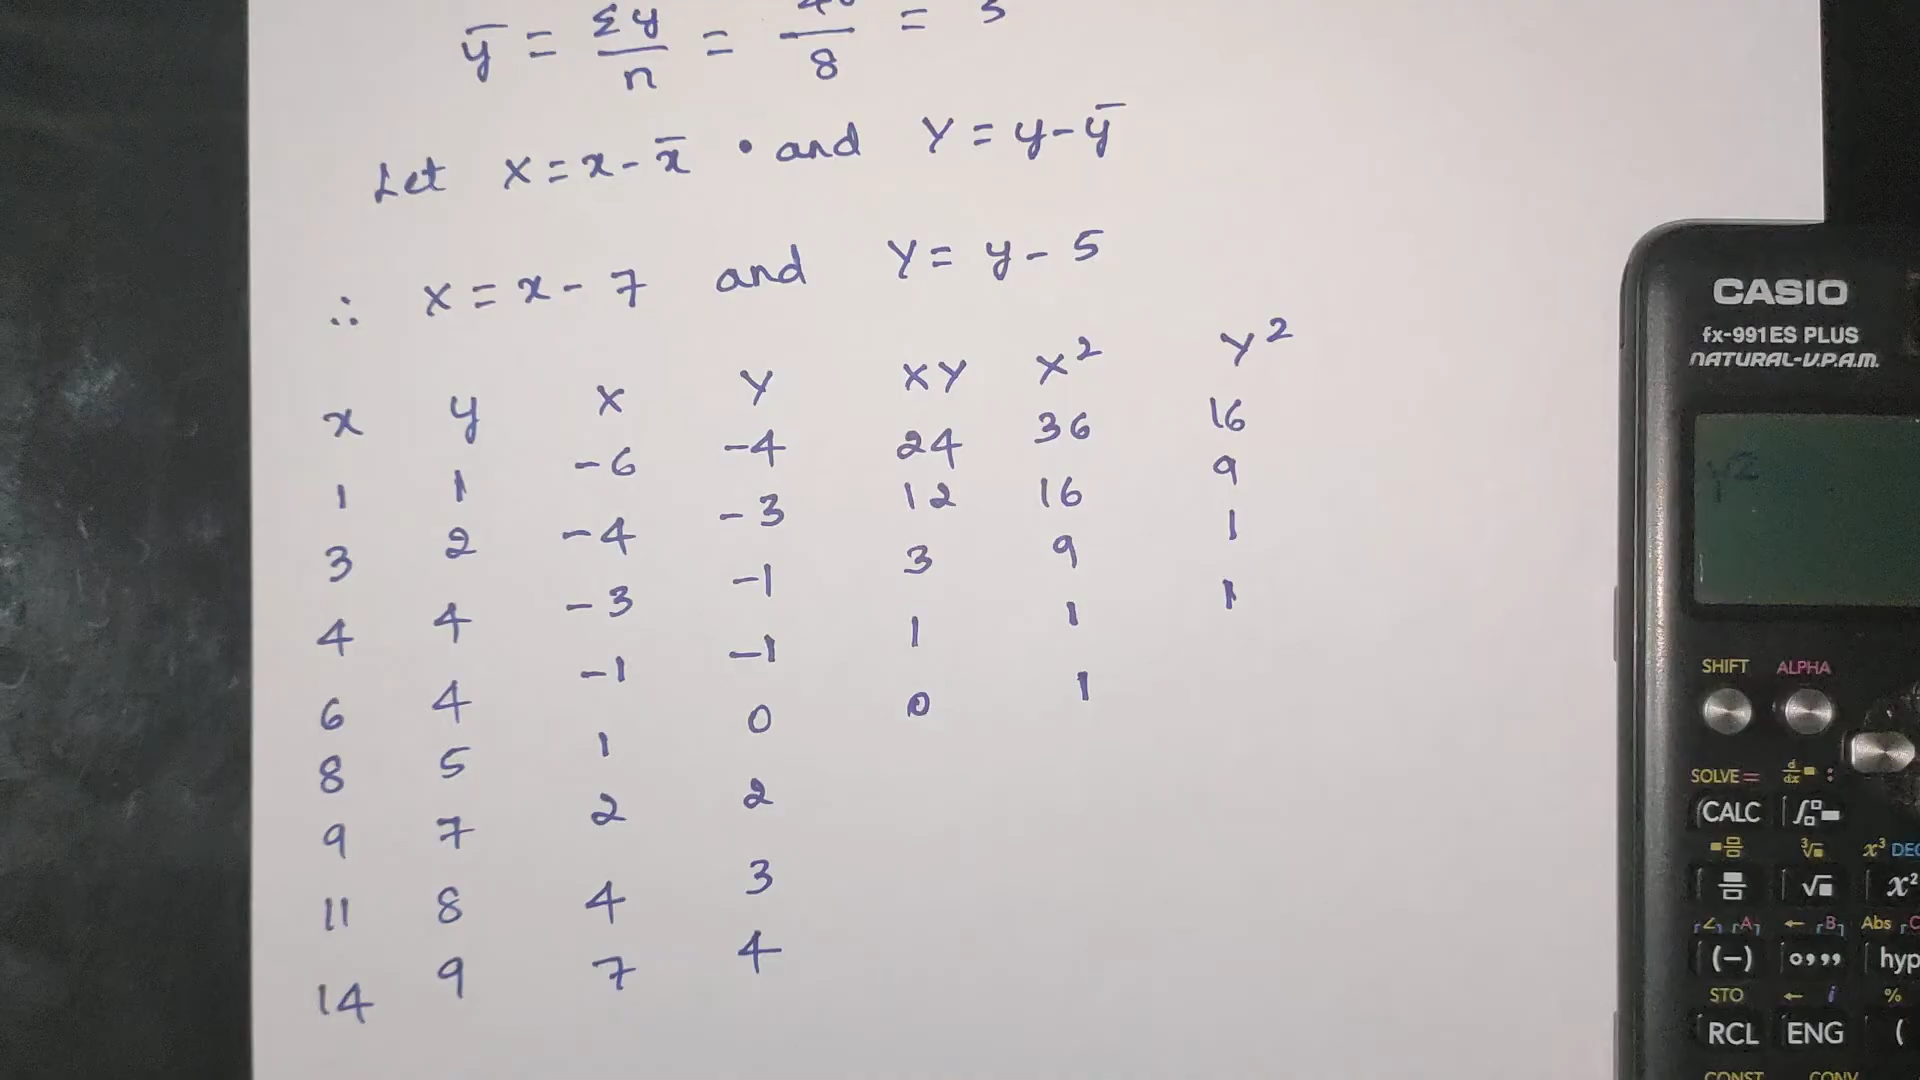 ȳ = Σy/n = 40/8 = 5
Let X = x - x̄ • and Y = y - ȳ
∴ X = x - 7 and Y = y - 5
x y X Y XY X² Y²
1 1 -6 -4 24 36 16
3 2 -4 -3 12 16 9
4 4 -3 -1 3 9 1
6 4 -1 -1 1 1 1
8 5 1 0 0 1
9 7 2 2
11 8 4 3
14 9 7 4
CASIO
fx-991ES PLUS
NATURAL-V.P.A.M.
SHIFT ALPHA
SOLVE = d/dx :
CALC ∫
³√ x³ DEC
√ x²
∠ A ← B Abs C
(-) o,,, hyp
STO ← i %
RCL ENG (
CONST CONV